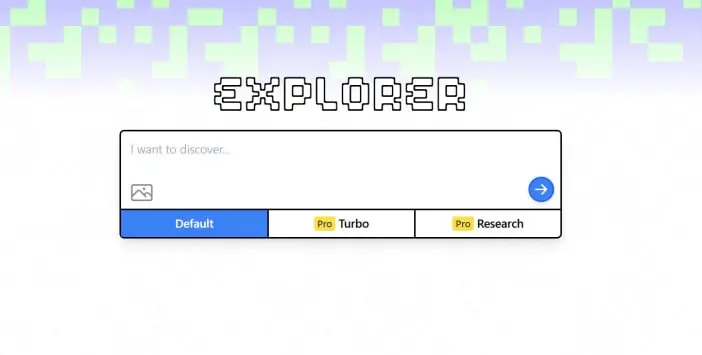 EXPLORER
I want to discover...
Default
Pro Turbo
Pro Research